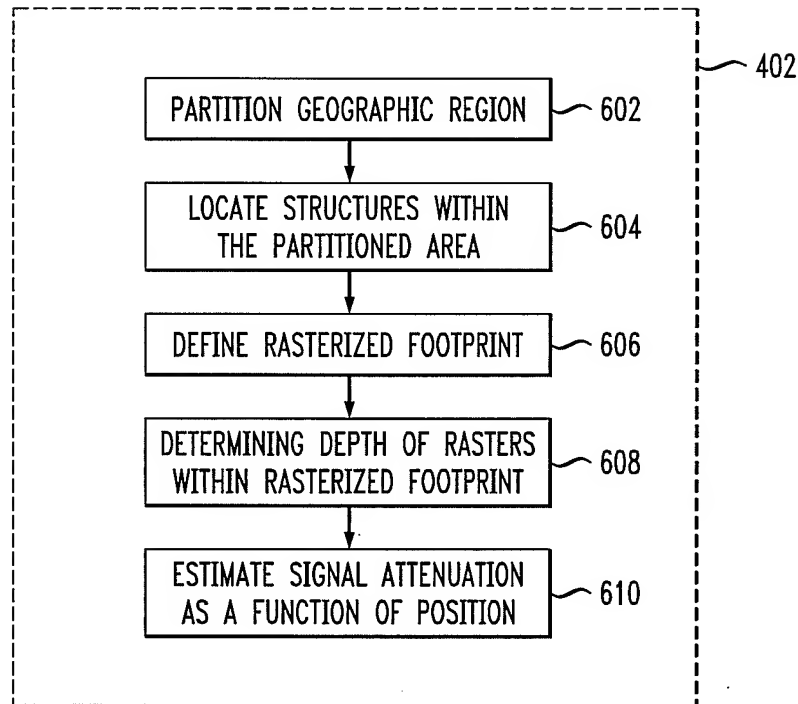 402
PARTITION GEOGRAPHIC REGION
602
LOCATE STRUCTURES WITHIN
THE PARTITIONED AREA
604
DEFINE RASTERIZED FOOTPRINT
606
DETERMINING DEPTH OF RASTERS
WITHIN RASTERIZED FOOTPRINT
608
ESTIMATE SIGNAL ATTENUATION
AS A FUNCTION OF POSITION
610